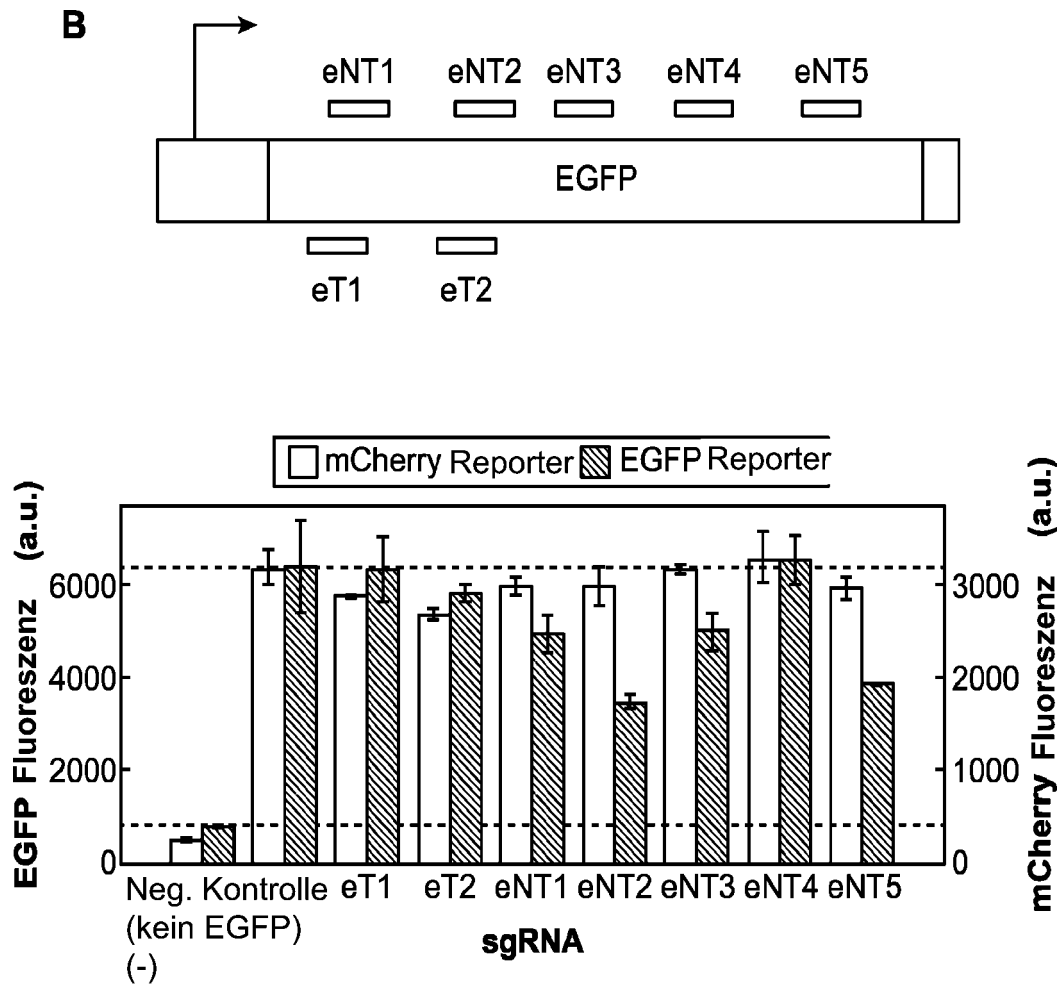 B
eNT1 eNT2 eNT3 eNT4 eNT5
EGFP
eT1 eT2
mCherry Reporter EGFP Reporter
EGFP Fluoreszenz (a.u.)
6000
4000
2000
0
mCherry Fluoreszenz (a.u.)
3000
2000
1000
0
Neg. Kontrolle eT1 eT2 eNT1 eNT2 eNT3 eNT4 eNT5
(kein EGFP)
(-)
sgRNA